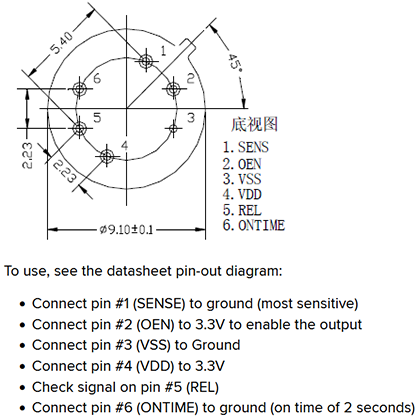 5.40
1
45°
6
2
底视图
2.23
5
3
1. SENS
2. OEN
4
3. VSS
4. VDD
2.23
5. REL
6. ONTIME
ø9.10±0.1
To use, see the datasheet pin-out diagram:
• Connect pin #1 (SENSE) to ground (most sensitive)
• Connect pin #2 (OEN) to 3.3V to enable the output
• Connect pin #3 (VSS) to Ground
• Connect pin #4 (VDD) to 3.3V
• Check signal on pin #5 (REL)
• Connect pin #6 (ONTIME) to ground (on time of 2 seconds)